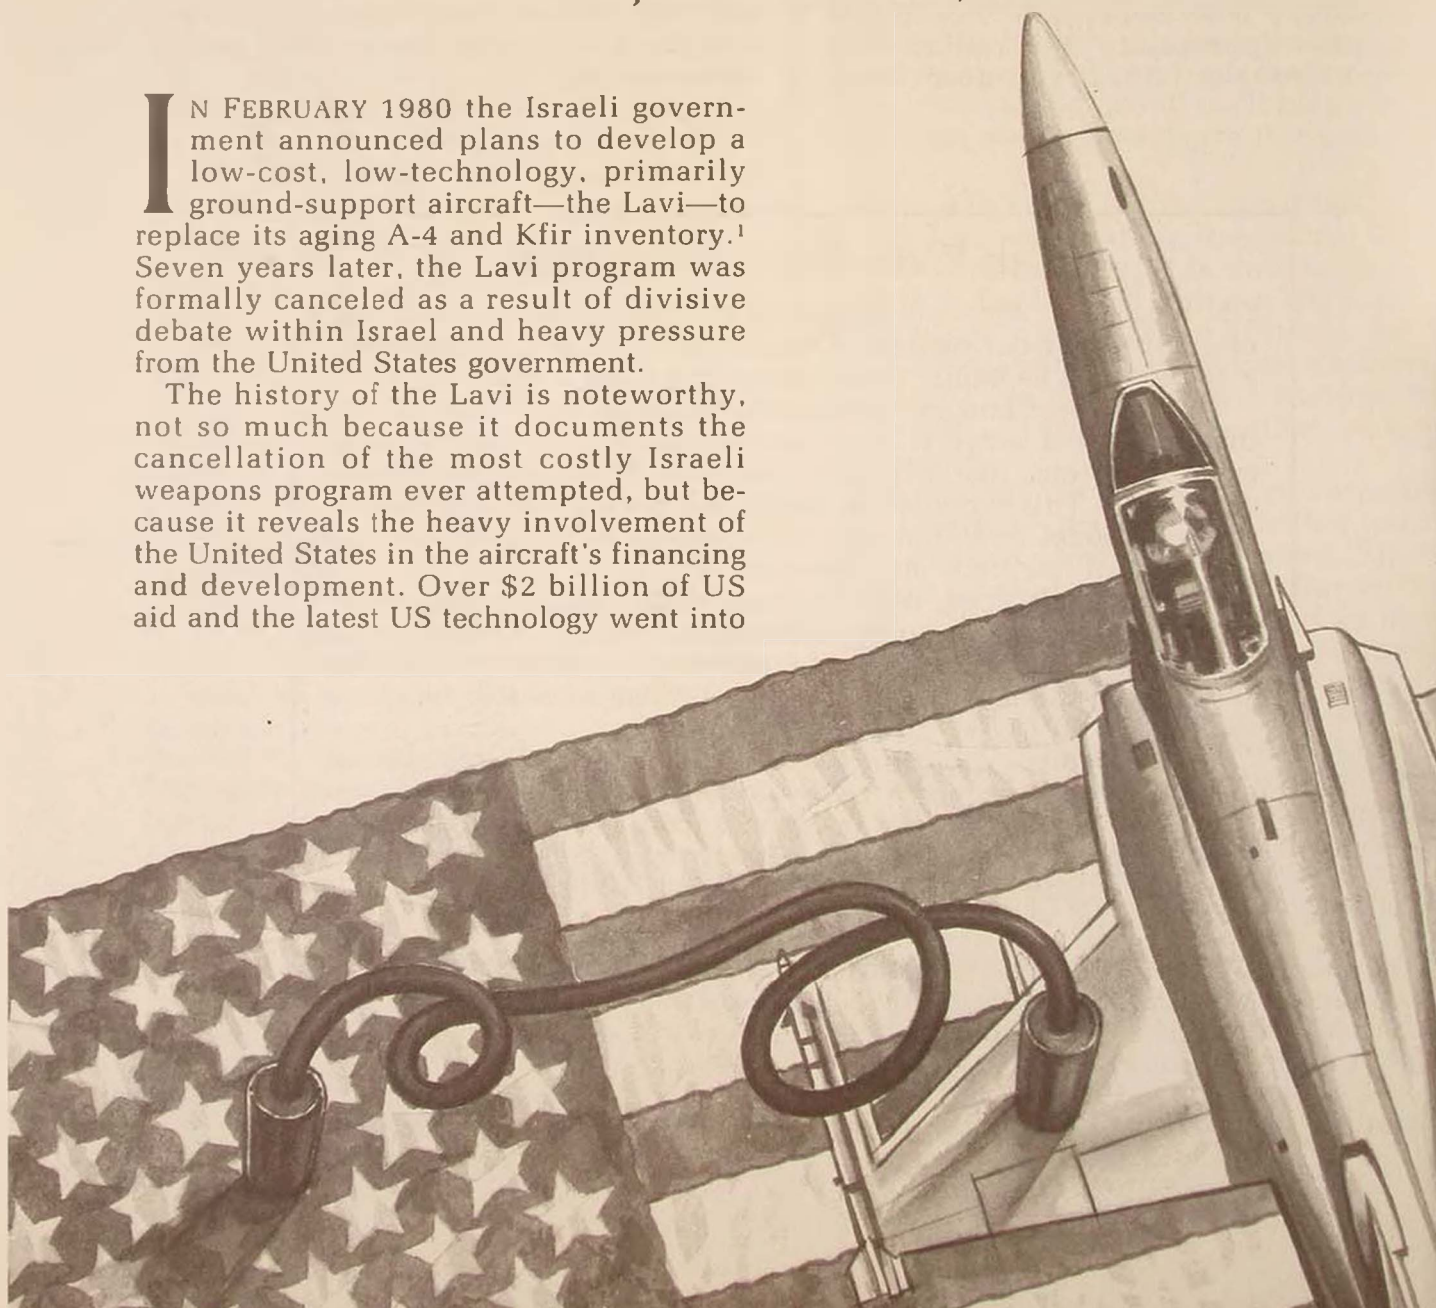 IN FEBRUARY 1980 the Israeli govern-
ment announced plans to develop a
low-cost, low-technology, primarily
ground-support aircraft—the Lavi—to
replace its aging A-4 and Kfir inventory.¹
Seven years later, the Lavi program was
formally canceled as a result of divisive
debate within Israel and heavy pressure
from the United States government.
The history of the Lavi is noteworthy,
not so much because it documents the
cancellation of the most costly Israeli
weapons program ever attempted, but be-
cause it reveals the heavy involvement of
the United States in the aircraft's financing
and development. Over $2 billion of US
aid and the latest US technology went into